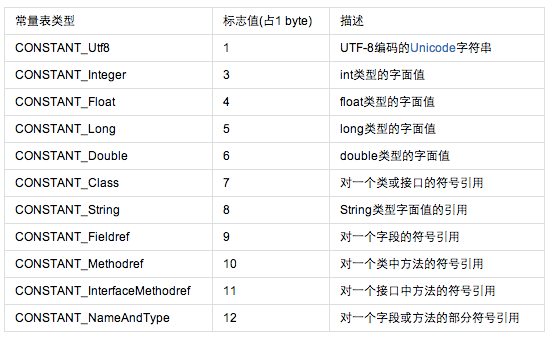 常量表类型 标志值(占1 byte) 描述
CONSTANT_Utf8 1 UTF-8编码的Unicode字符串
CONSTANT_Integer 3 int类型的字面值
CONSTANT_Float 4 float类型的字面值
CONSTANT_Long 5 long类型的字面值
CONSTANT_Double 6 double类型的字面值
CONSTANT_Class 7 对一个类或接口的符号引用
CONSTANT_String 8 String类型字面值的引用
CONSTANT_Fieldref 9 对一个字段的符号引用
CONSTANT_Methodref 10 对一个类中方法的符号引用
CONSTANT_InterfaceMethodref 11 对一个接口中方法的符号引用
CONSTANT_NameAndType 12 对一个字段或方法的部分符号引用